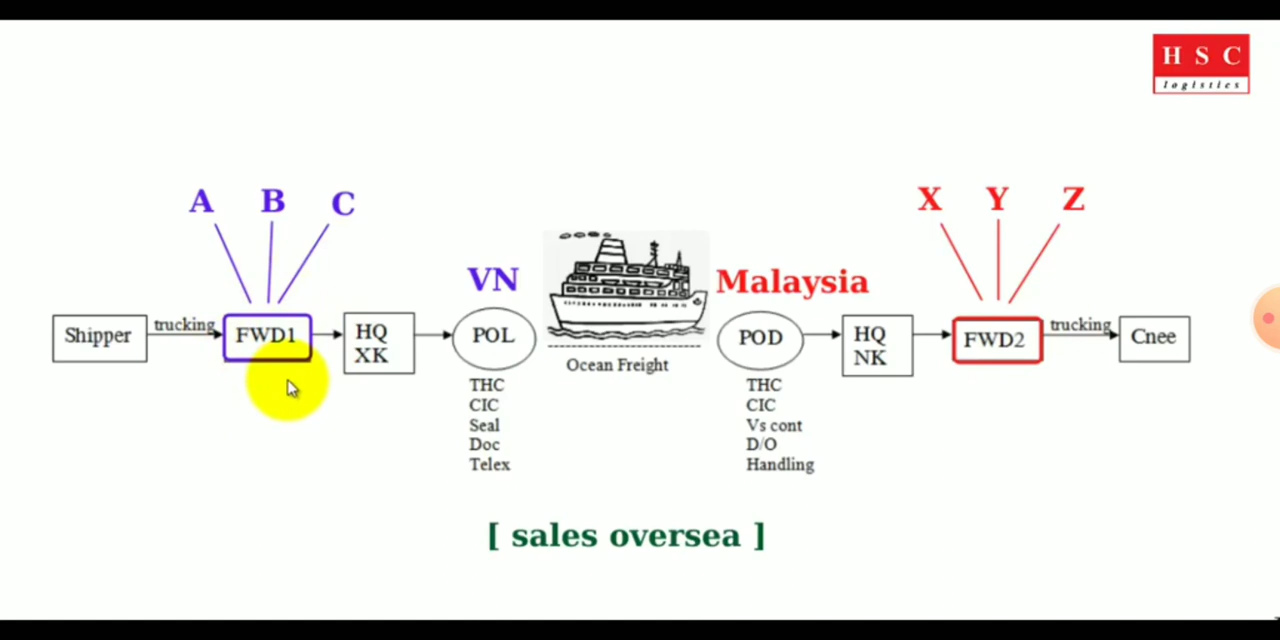 H S C
logistics
A B C
X Y Z
VN
Malaysia
Shipper
trucking
FWD1
HQ
XK
POL
Ocean Freight
POD
HQ
NK
FWD2
trucking
Cnee
THC
CIC
Seal
Doc
Telex
THC
CIC
Vs cont
D/O
Handling
[ sales oversea ]